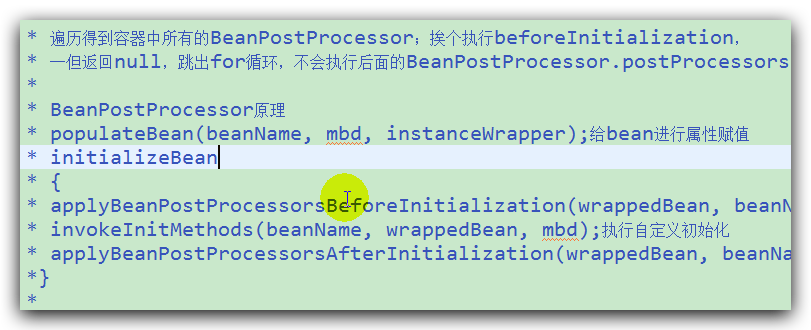 * 遍历得到容器中所有的BeanPostProcessor；挨个执行beforeInitialization，
* 一但返回null，跳出for循环，不会执行后面的BeanPostProcessor.postProcessors
*
* BeanPostProcessor原理
* populateBean(beanName, mbd, instanceWrapper);给bean进行属性赋值
* initializeBean
* {
* applyBeanPostProcessorsBeforeInitialization(wrappedBean, beanN
* invokeInitMethods(beanName, wrappedBean, mbd);执行自定义初始化
* applyBeanPostProcessorsAfterInitialization(wrappedBean, beanNa
*}
*